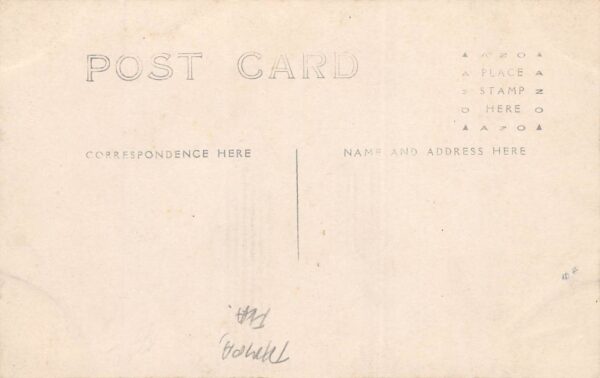 POST CARD
▲ A Z O ▲
A PLACE A
Z STAMP Z
O HERE O
▲ A Z O ▲
CORRESPONDENCE HERE
NAME AND ADDRESS HERE
TAMPA,
FLA.